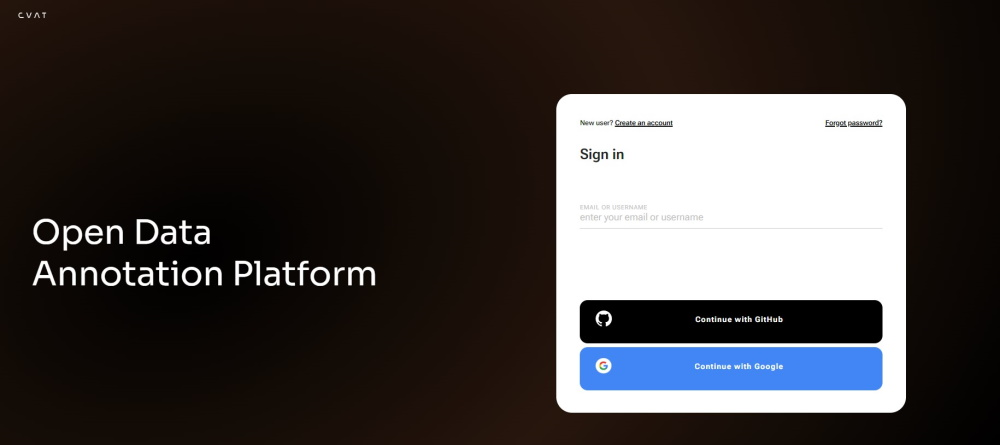 CVAT
New user? Create an account
Forgot password?
Sign in
Open Data
Annotation Platform
EMAIL OR USERNAME
enter your email or username
Continue with GitHub
Continue with Google